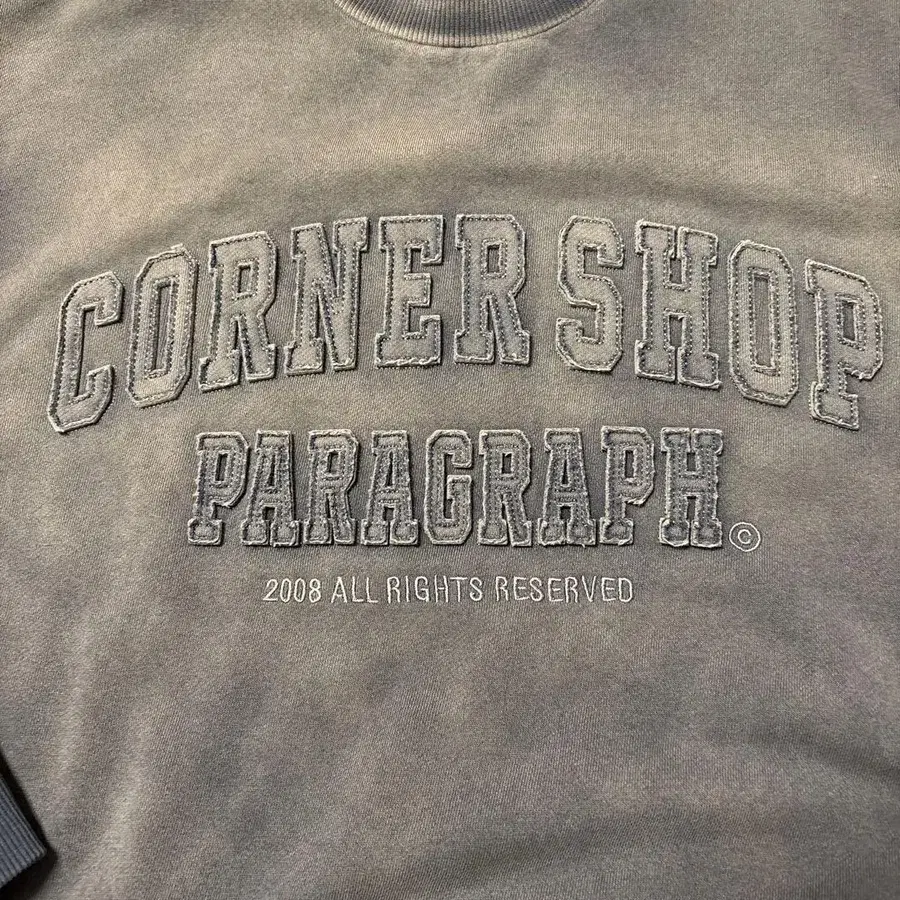 CORNER SHOP
PARAGRAPH ©
2008 ALL RIGHTS RESERVED